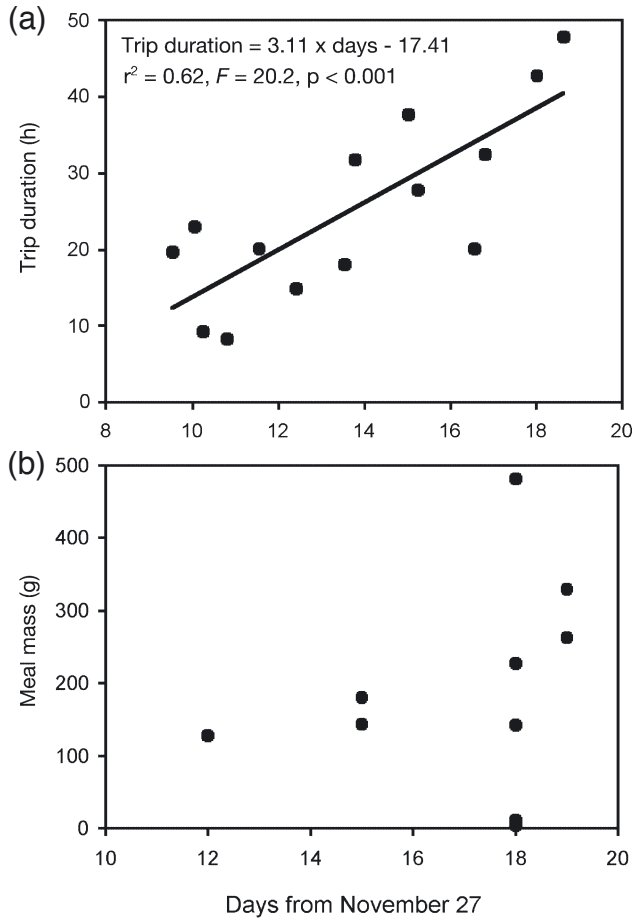 (a)
50
Trip duration = 3.11 x days - 17.41
r² = 0.62, F = 20.2, p < 0.001
40
30
20
10
0
Trip duration (h)
8 10 12 14 16 18 20
(b)
500
400
300
200
100
0
Meal mass (g)
10 12 14 16 18 20
Days from November 27